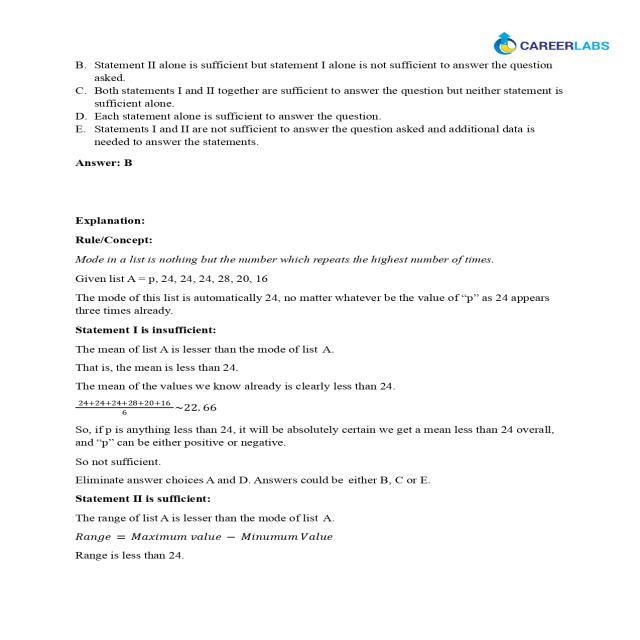 CAREERLABS
B. Statement II alone is sufficient but statement I alone is not sufficient to answer the question
asked.
C. Both statements I and II together are sufficient to answer the question but neither statement is
sufficient alone.
D. Each statement alone is sufficient to answer the question.
E. Statements I and II are not sufficient to answer the question asked and additional data is
needed to answer the statements.
Answer: B
Explanation:
Rule/Concept:
Mode in a list is nothing but the number which repeats the highest number of times.
Given list A = p, 24, 24, 24, 28, 20, 16
The mode of this list is automatically 24, no matter whatever be the value of “p” as 24 appears
three times already.
Statement I is insufficient:
The mean of list A is lesser than the mode of list A.
That is, the mean is less than 24.
The mean of the values we know already is clearly less than 24.
24+24+24+28+20+16
6
~22.66
So, if p is anything less than 24, it will be absolutely certain we get a mean less than 24 overall,
and “p” can be either positive or negative.
So not sufficient.
Eliminate answer choices A and D. Answers could be either B, C or E.
Statement II is sufficient:
The range of list A is lesser than the mode of list A.
Range = Maximum value − Minumum Value
Range is less than 24.